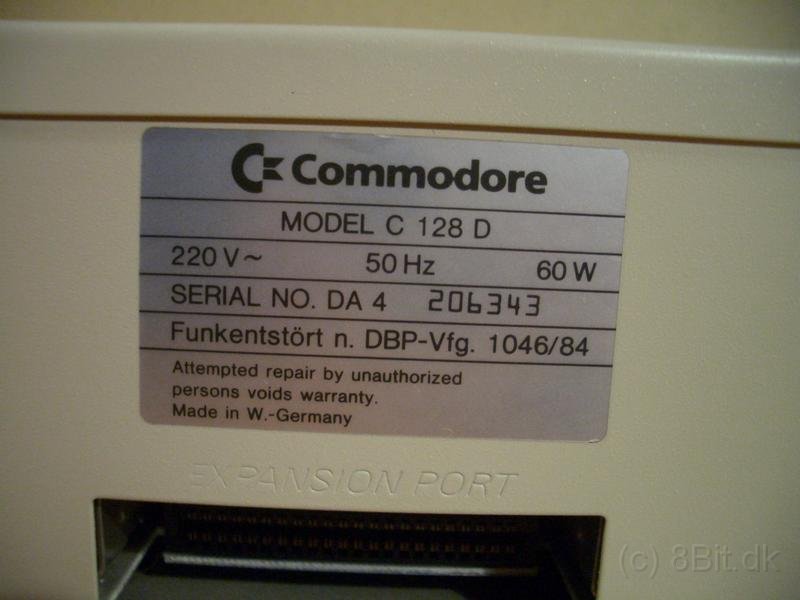 Commodore
MODEL C 128 D
220 V~ 50 Hz 60 W
SERIAL NO. DA 4 206343
Funkentstört n. DBP-Vfg. 1046/84
Attempted repair by unauthorized
persons voids warranty.
Made in W.-Germany
EXPANSION PORT
(c) 8Bit.dk